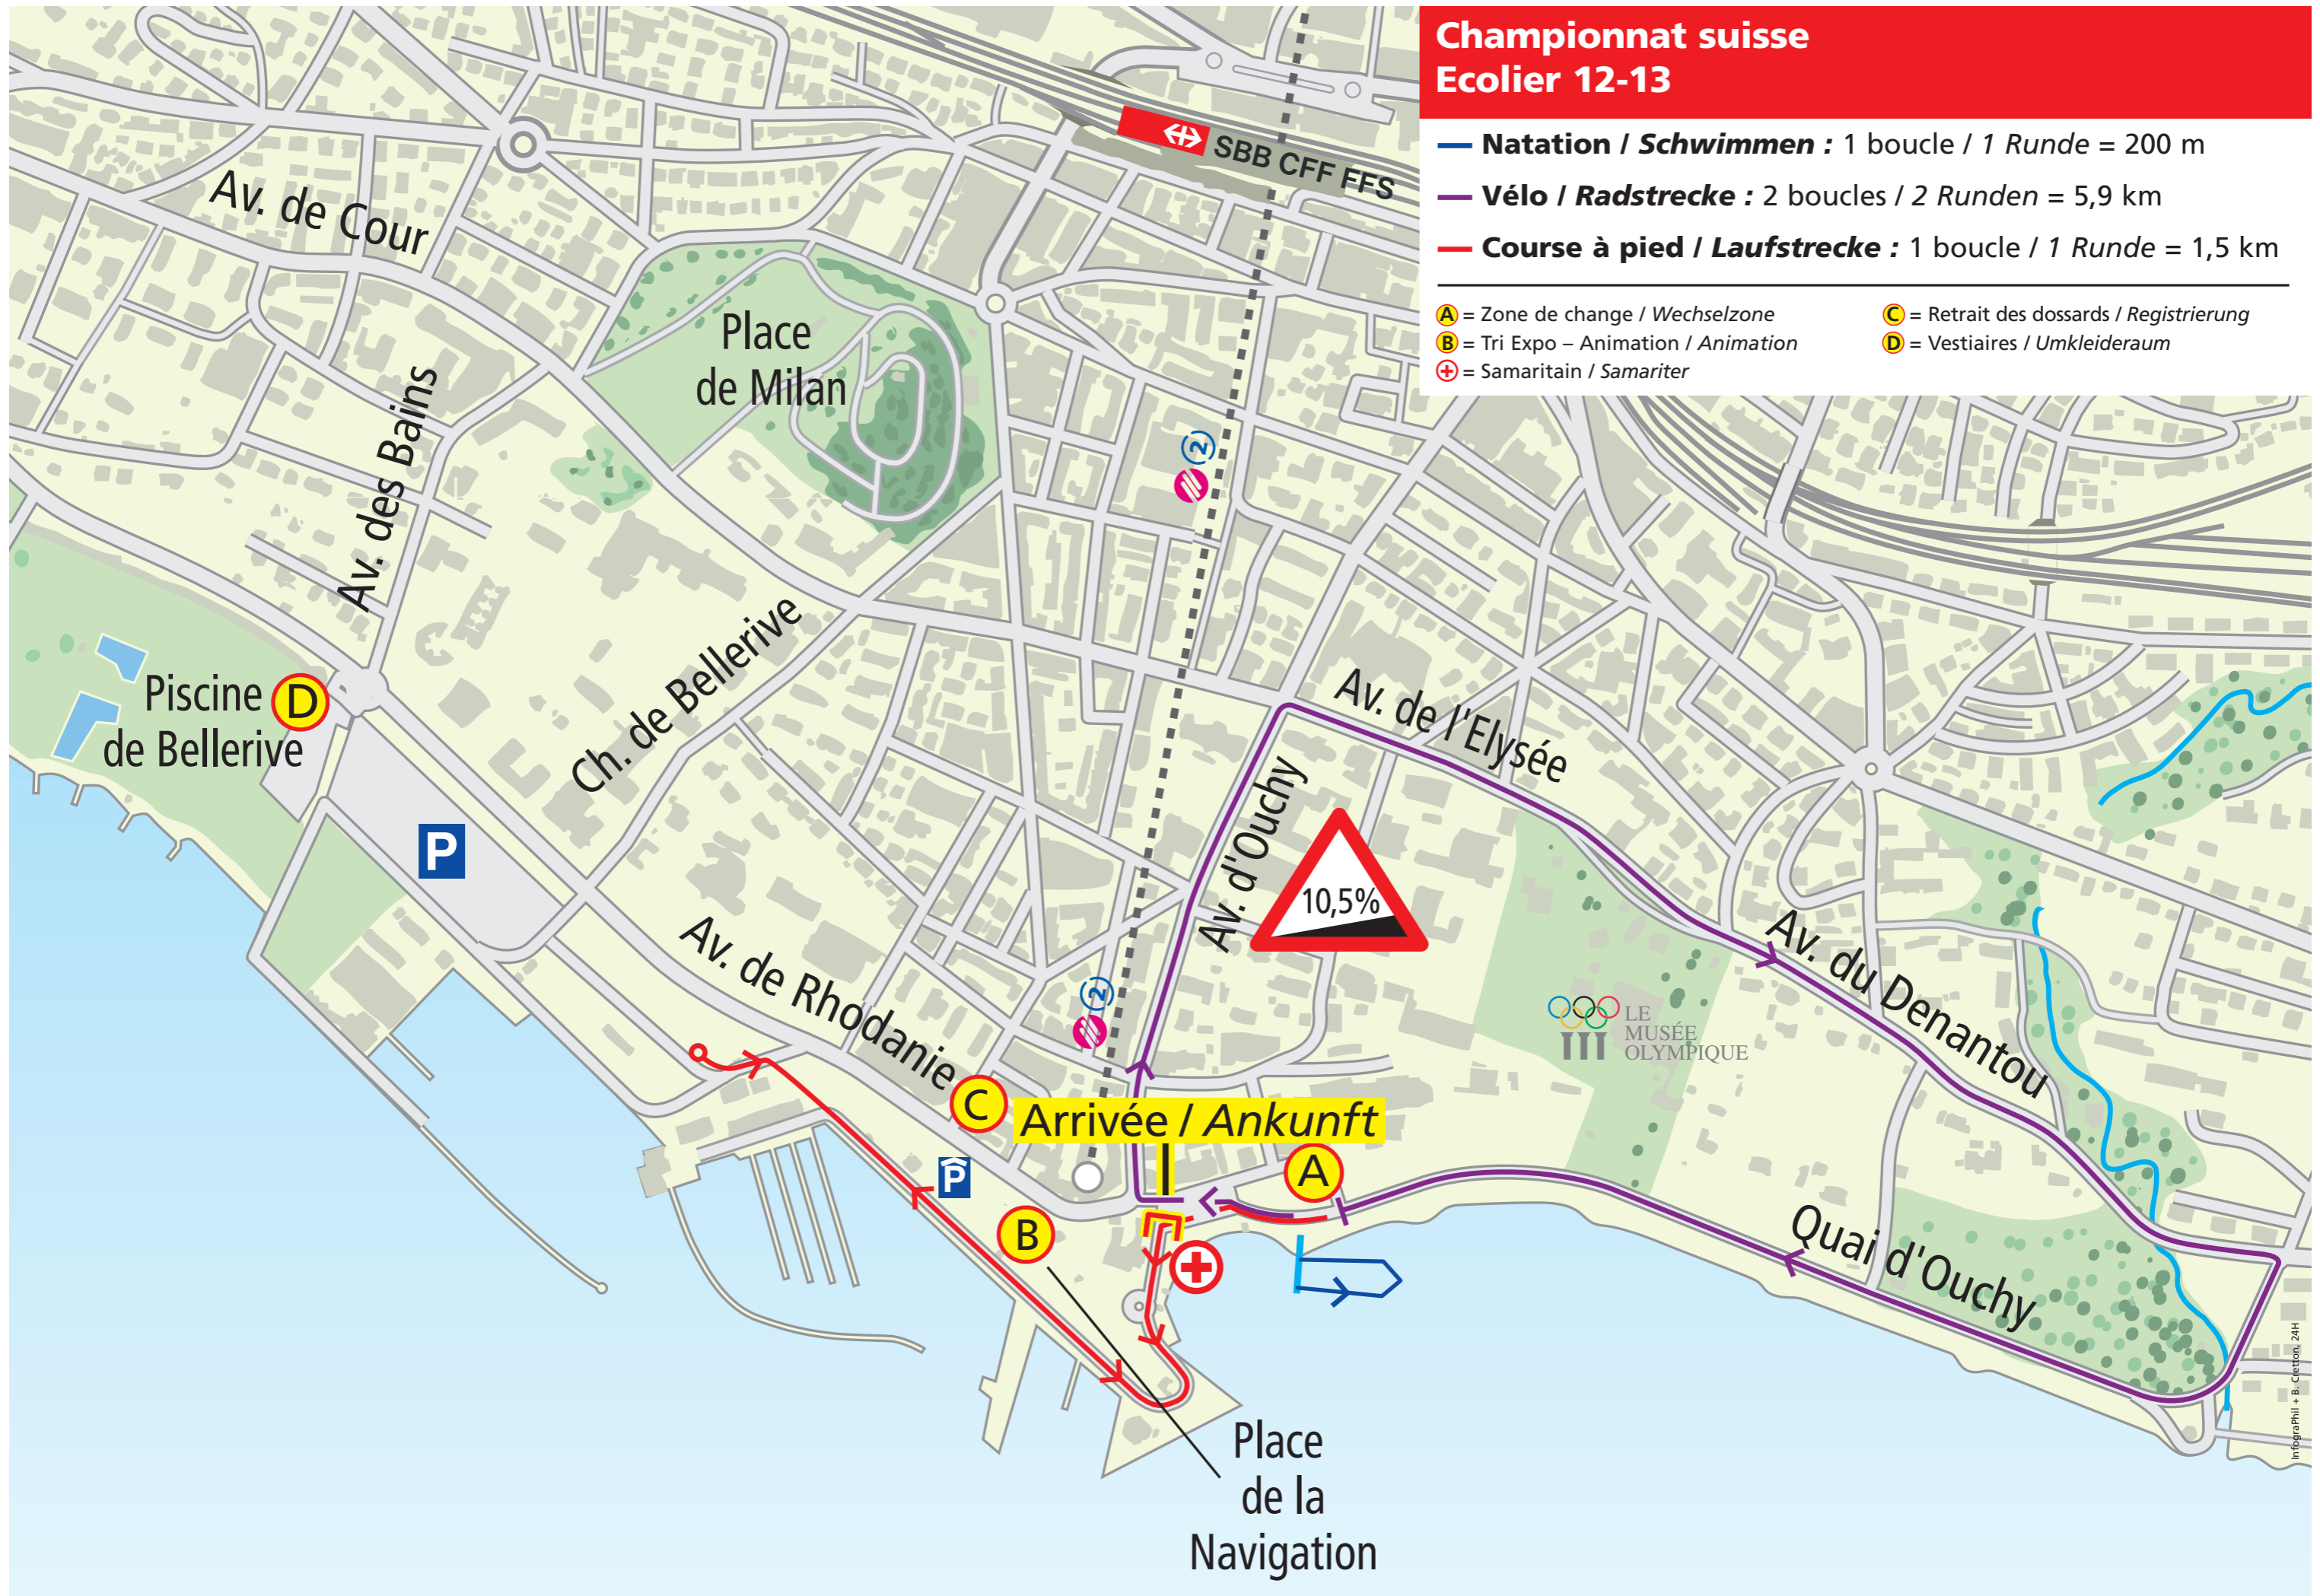 Championnat suisse
Ecolier 12-13
Natation / Schwimmen : 1 boucle / 1 Runde = 200 m
Vélo / Radstrecke : 2 boucles / 2 Runden = 5,9 km
Course à pied / Laufstrecke : 1 boucle / 1 Runde = 1,5 km
A = Zone de change / Wechselzone
B = Tri Expo – Animation / Animation
= Samaritain / Samariter
C = Retrait des dossards / Registrierung
D = Vestiaires / Umkleideraum
SBB CFF FFS
Av. de Cour
Place
de Milan
Av. des Bains
2
Piscine
de Bellerive
D
Ch. de Bellerive
P
Av. de l'Elysée
Av. d'Ouchy
10,5%
Av. de Rhodanie
2
Av. du Denantou
LE
MUSÉE
OLYMPIQUE
C
Arrivée / Ankunft
A
P
B
Quai d'Ouchy
Place
de la
Navigation
InfograPhil + B. Cretton, 24H